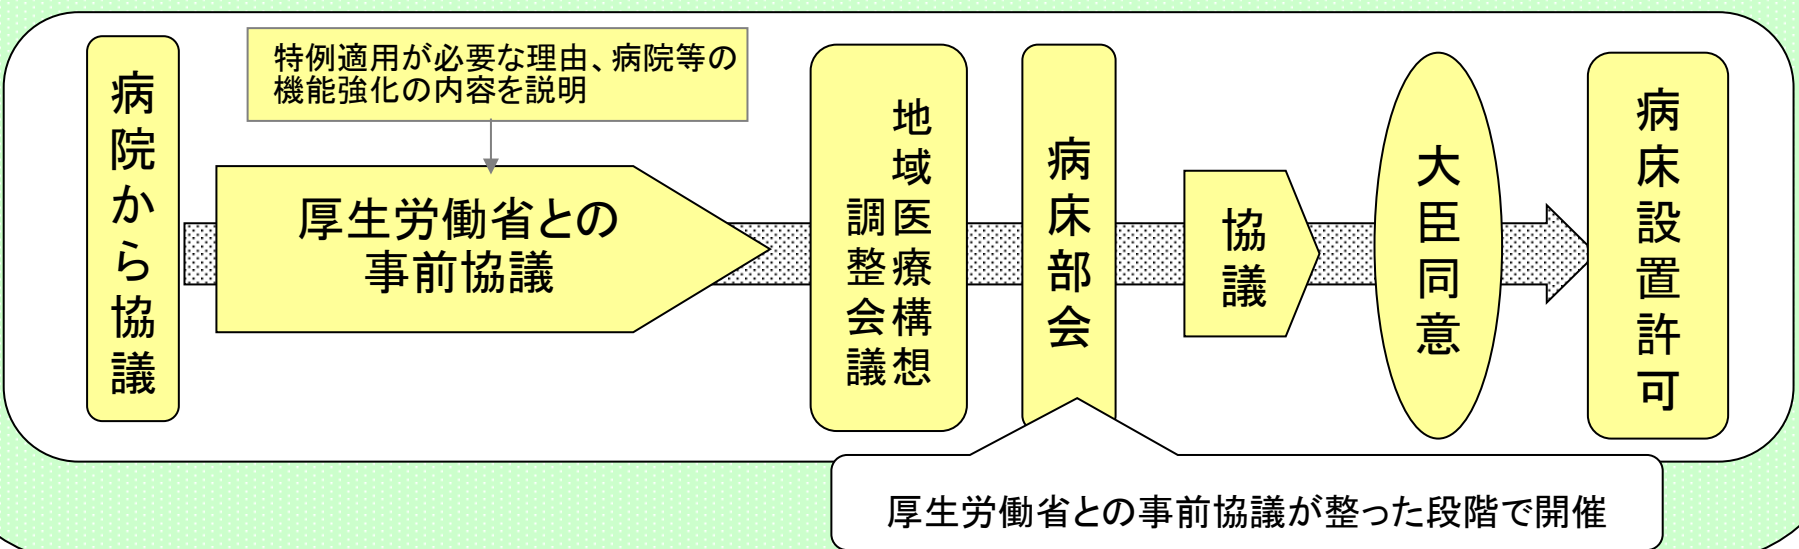 病院から協議
特例適用が必要な理由、病院等の
機能強化の内容を説明
厚生労働省との
事前協議
地域医療構想
調整会議
病床部会
協議
大臣同意
病床設置許可
厚生労働省との事前協議が整った段階で開催